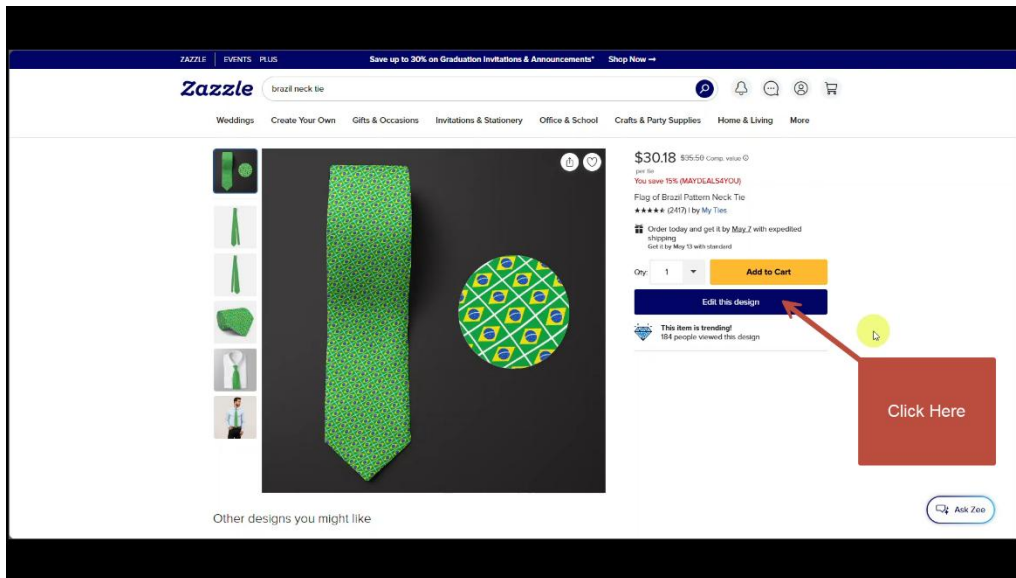 ZAZZLE EVENTS PLUS Save up to 30% on Graduation Invitations & Announcements* Shop Now →
Zazzle brazil neck tie
Weddings Create Your Own Gifts & Occasions Invitations & Stationery Office & School Crafts & Party Supplies Home & Living More
$30.18 $35.50 Comp. value
per tie
You save 15% (MAYDEALS4YOU)
Flag of Brazil Pattern Neck Tie
★★★★★ (2417) | by My Ties
Order today and get it by May 7 with expedited
shipping
Get it by May 13 with standard
Qty: 1 Add to Cart
Edit this design
This item is trending!
184 people viewed this design
Click Here
Ask Zee
Other designs you might like